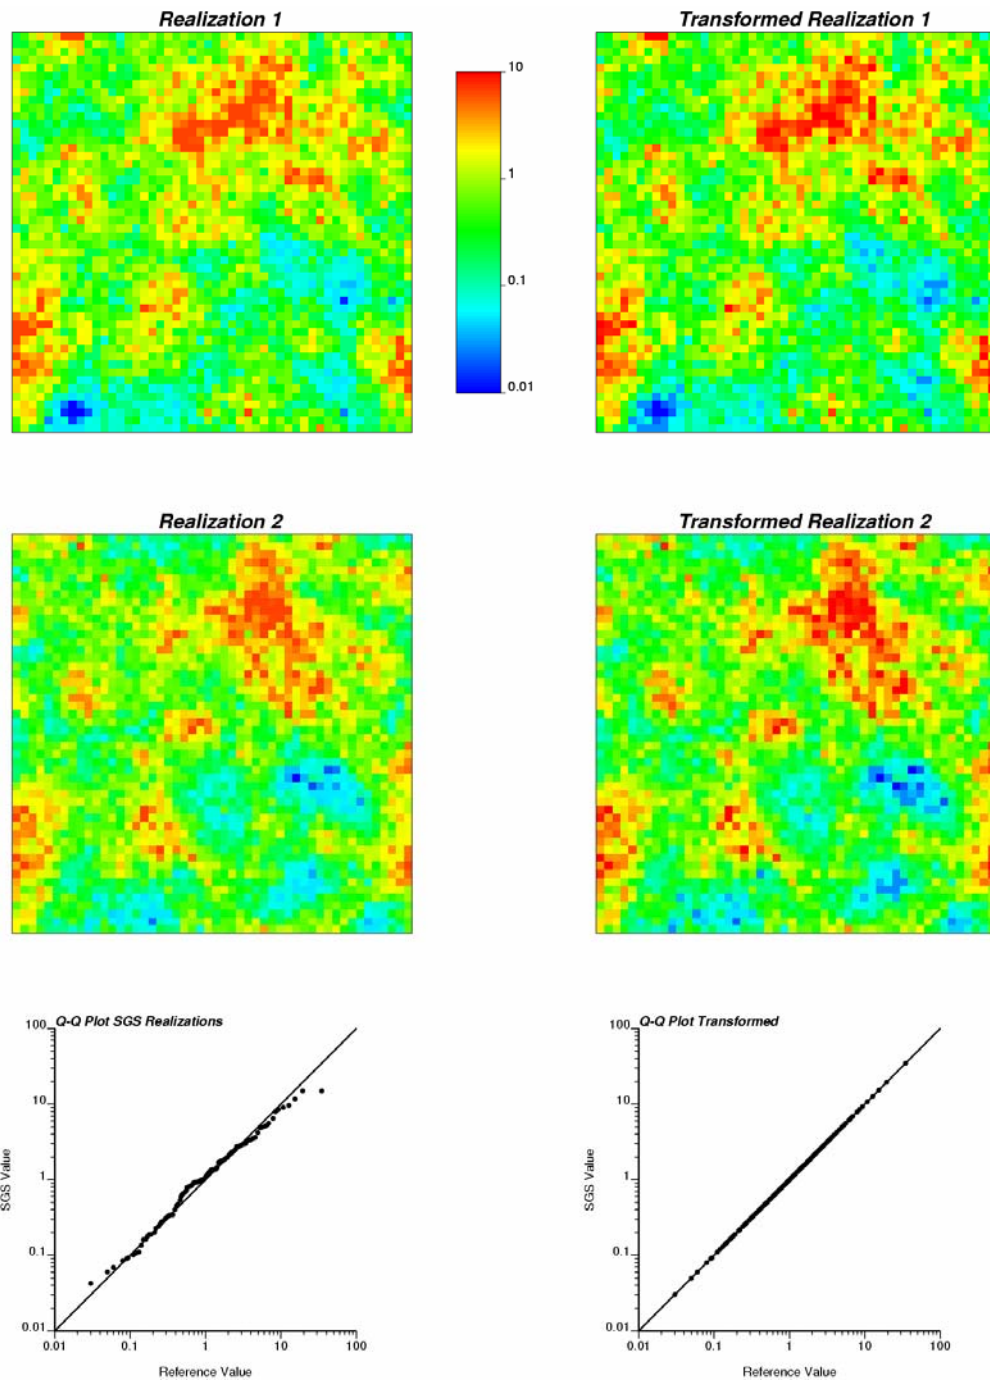 Realization 1
Transformed Realization 1
10
1
0.1
0.01
Realization 2
Transformed Realization 2
Q-Q Plot SGS Realizations
100
10
1
0.1
0.01
SGS Value
0.01 0.1 1 10 100
Reference Value
Q-Q Plot Transformed
100
10
1
0.1
0.01
SGS Value
0.01 0.1 1 10 100
Reference Value